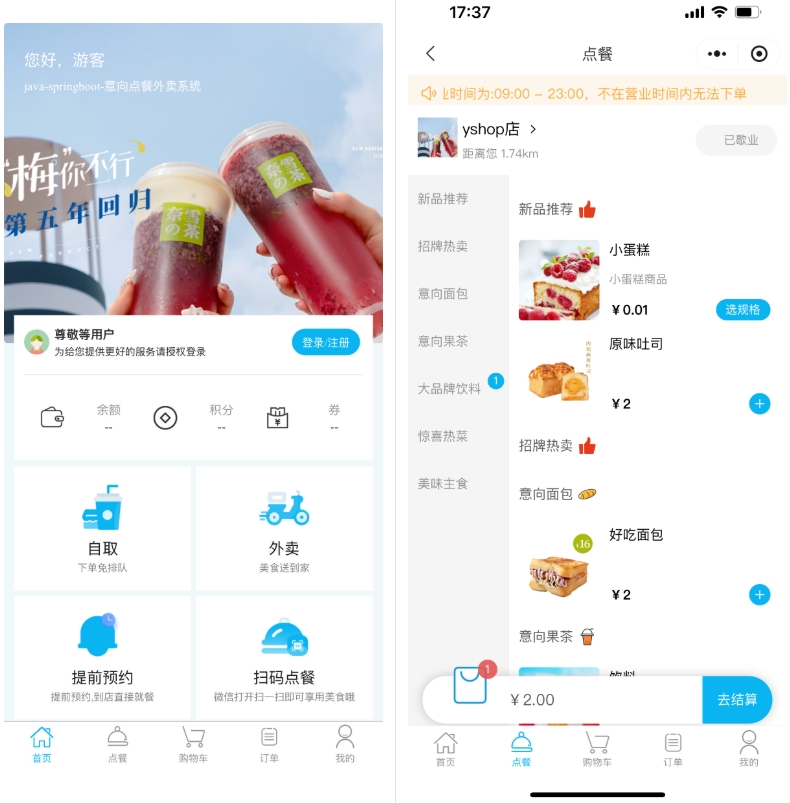 您好，游客
java-springboot-意向点餐外卖系统
"梅"你不行
第五年回归
奈雪の茶
奈雪の茶
尊敬等用户
为给您提供更好的服务请授权登录
登录/注册
余额
--
积分
--
券
--
自取
下单免排队
外卖
美食送到家
提前预约
提前预约,到店直接就餐
扫码点餐
微信打开扫一扫即可享用美食哦
首页
点餐
购物车
订单
我的
17:37
点餐
业时间为:09:00 – 23:00，不在营业时间内无法下单
yshop店
距离您 1.74km
已歇业
新品推荐
招牌热卖
意向面包
意向果茶
大品牌饮料
1
惊喜热菜
美味主食
新品推荐
小蛋糕
小蛋糕商品
￥0.01
选规格
原味吐司
￥2
招牌热卖
意向面包
好吃面包
¥16
￥2
意向果茶
饮料
1
￥2.00
去结算
首页
点餐
购物车
订单
我的